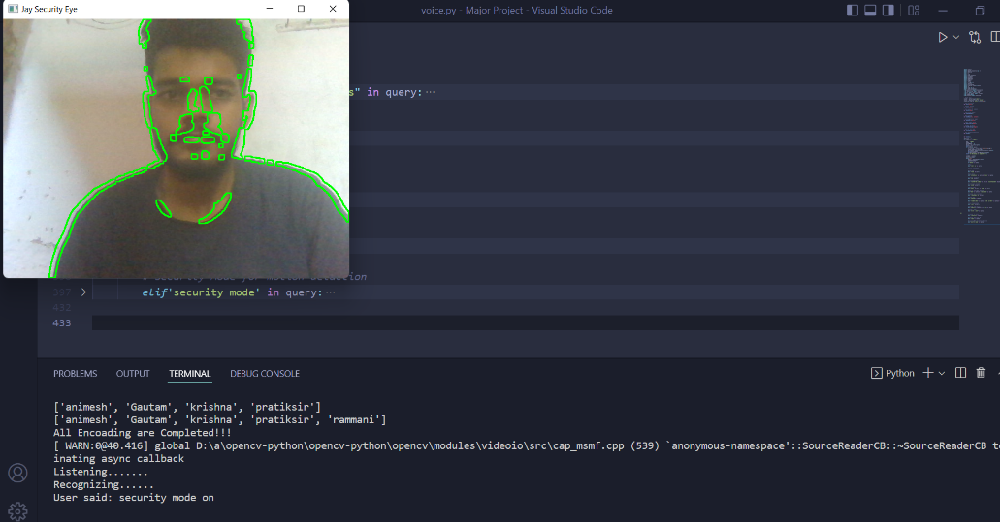 Jay Security Eye
voice.py - Major Project - Visual Studio Code
s" in query: ···
397 elif'security mode' in query: ···
432
433
PROBLEMS OUTPUT TERMINAL DEBUG CONSOLE
Python
['animesh', 'Gautam', 'krishna', 'pratiksir']
['animesh', 'Gautam', 'krishna', 'pratiksir', 'rammani']
All Encoading are Completed!!!
[ WARN:0@40.416] global D:\a\opencv-python\opencv-python\opencv\modules\videoio\src\cap_msmf.cpp (539) `anonymous-namespace'::SourceReaderCB::~SourceReaderCB te
inating async callback
Listening.......
Recognizing......
User said: security mode on